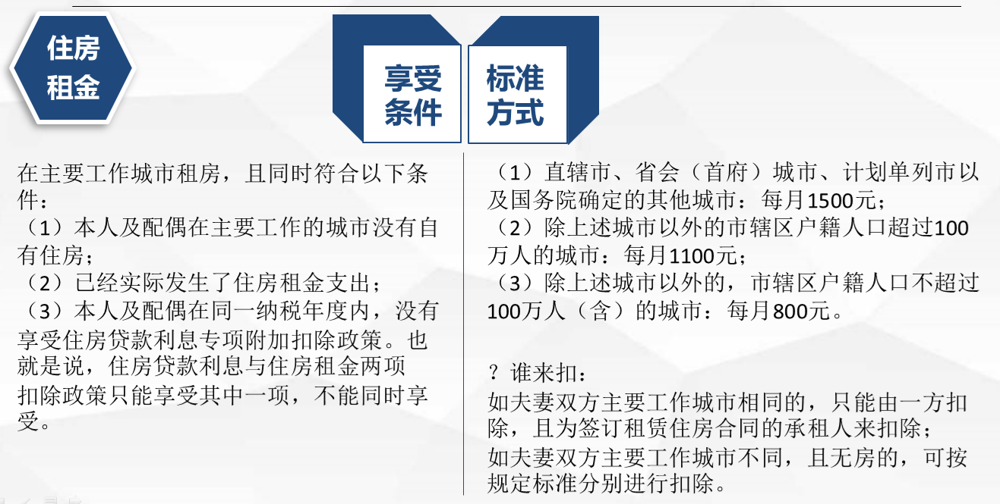 住房
租金
享受
条件
标准
方式
在主要工作城市租房，且同时符合以下条
件：
（1）本人及配偶在主要工作的城市没有自
有住房；
（2）已经实际发生了住房租金支出；
（3）本人及配偶在同一纳税年度内，没有
享受住房贷款利息专项附加扣除政策。也
就是说，住房贷款利息与住房租金两项
扣除政策只能享受其中一项，不能同时享
受。
（1）直辖市、省会（首府）城市、计划单列市以
及国务院确定的其他城市：每月1500元；
（2）除上述城市以外的市辖区户籍人口超过100
万人的城市：每月1100元；
（3）除上述城市以外的，市辖区户籍人口不超过
100万人（含）的城市：每月800元。
？谁来扣：
如夫妻双方主要工作城市相同的，只能由一方扣
除，且为签订租赁住房合同的承租人来扣除；
如夫妻双方主要工作城市不同，且无房的，可按
规定标准分别进行扣除。